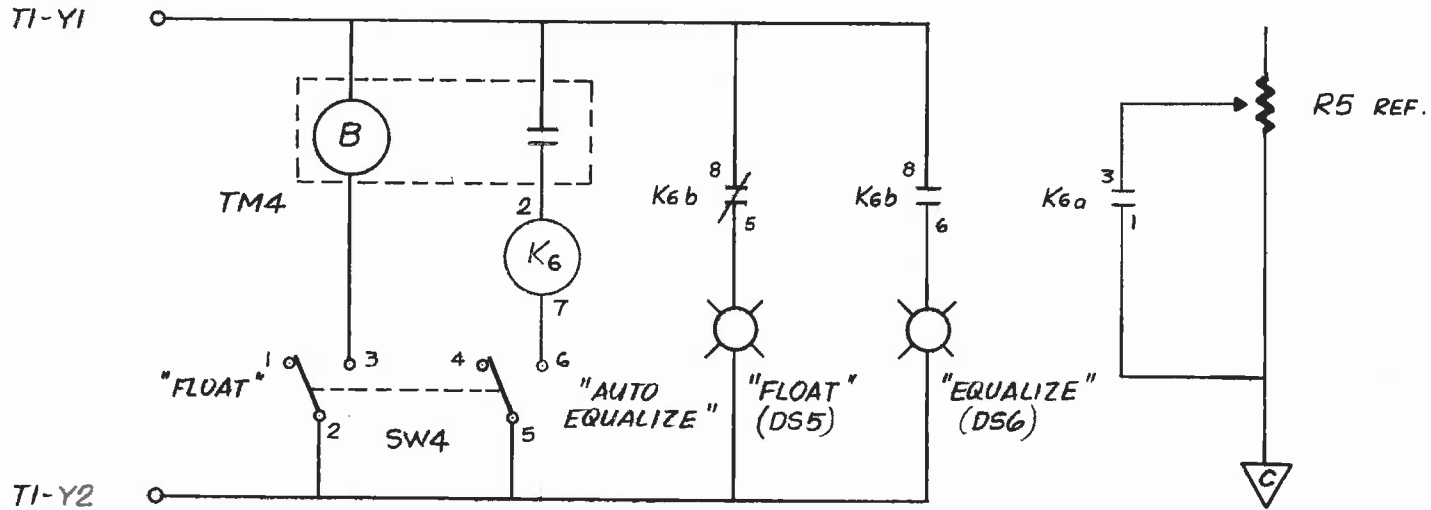 T1-Y1
B
TM4
2
K6
7
K6b
8
5
K6b
8
6
K6a
3
1
R5 REF.
"FLOAT"
1
3
2
SW4
4
6
5
"AUTO
EQUALIZE"
"FLOAT"
(DS5)
"EQUALIZE"
(DS6)
T1-Y2
C